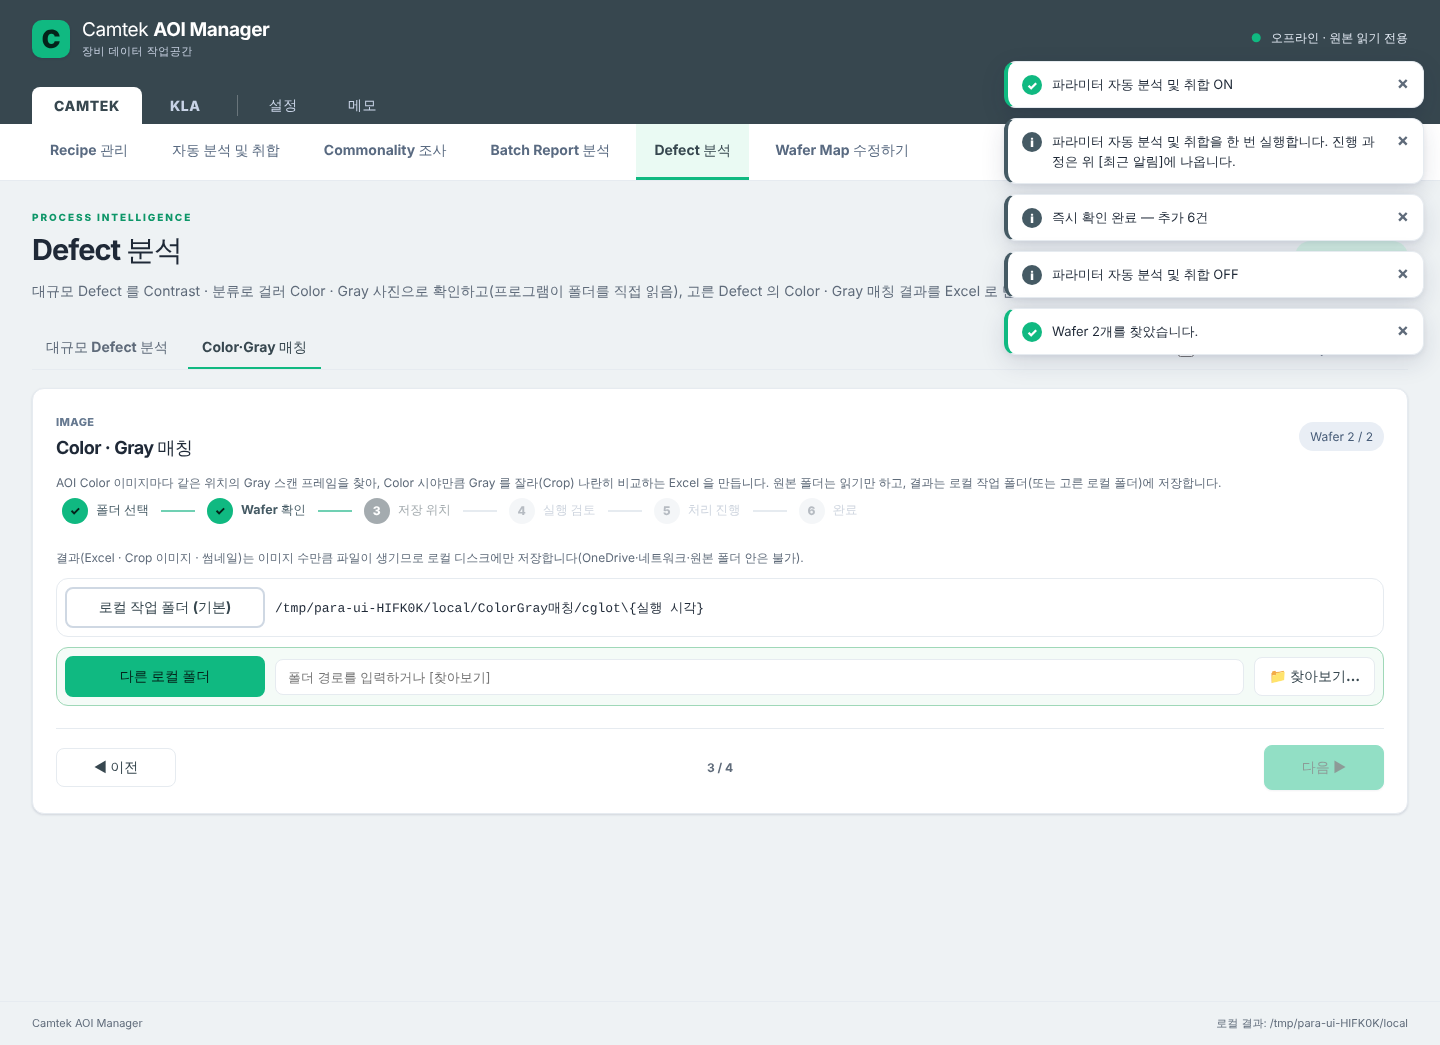 C
Camtek AOI Manager
장비 데이터 작업공간
오프라인 · 원본 읽기 전용
CAMTEK
KLA
설정
메모
파라미터 자동 분석 및 취합 ON
파라미터 자동 분석 및 취합을 한 번 실행합니다. 진행 과
정은 위 [최근 알림]에 나옵니다.
즉시 확인 완료 — 추가 6건
파라미터 자동 분석 및 취합 OFF
Wafer 2개를 찾았습니다.
Recipe 관리
자동 분석 및 취합
Commonality 조사
Batch Report 분석
Defect 분석
Wafer Map 수정하기
PROCESS INTELLIGENCE
Defect 분석
대규모 Defect 를 Contrast · 분류로 걸러 Color · Gray 사진으로 확인하고(프로그램이 폴더를 직접 읽음), 고른 Defect 의 Color · Gray 매칭 결과를 Excel 로
대규모 Defect 분석
Color·Gray 매칭
IMAGE
Color · Gray 매칭
Wafer 2 / 2
AOI Color 이미지마다 같은 위치의 Gray 스캔 프레임을 찾아, Color 시야만큼 Gray 를 잘라(Crop) 나란히 비교하는 Excel 을 만듭니다. 원본 폴더는 읽기만 하고, 결과는 로컬 작업 폴더(또는 고른 로컬 폴더)에 저장합니다.
폴더 선택
Wafer 확인
3 저장 위치
4 실행 검토
5 처리 진행
6 완료
결과(Excel · Crop 이미지 · 썸네일)는 이미지 수만큼 파일이 생기므로 로컬 디스크에만 저장합니다(OneDrive·네트워크·원본 폴더 안은 불가).
로컬 작업 폴더 (기본)
/tmp/para-ui-HIFK0K/local/ColorGray매칭/cglot\{실행 시각}
다른 로컬 폴더
폴더 경로를 입력하거나 [찾아보기]
찾아보기...
◀ 이전
3 / 4
다음 ▶
Camtek AOI Manager
로컬 결과: /tmp/para-ui-HIFK0K/local